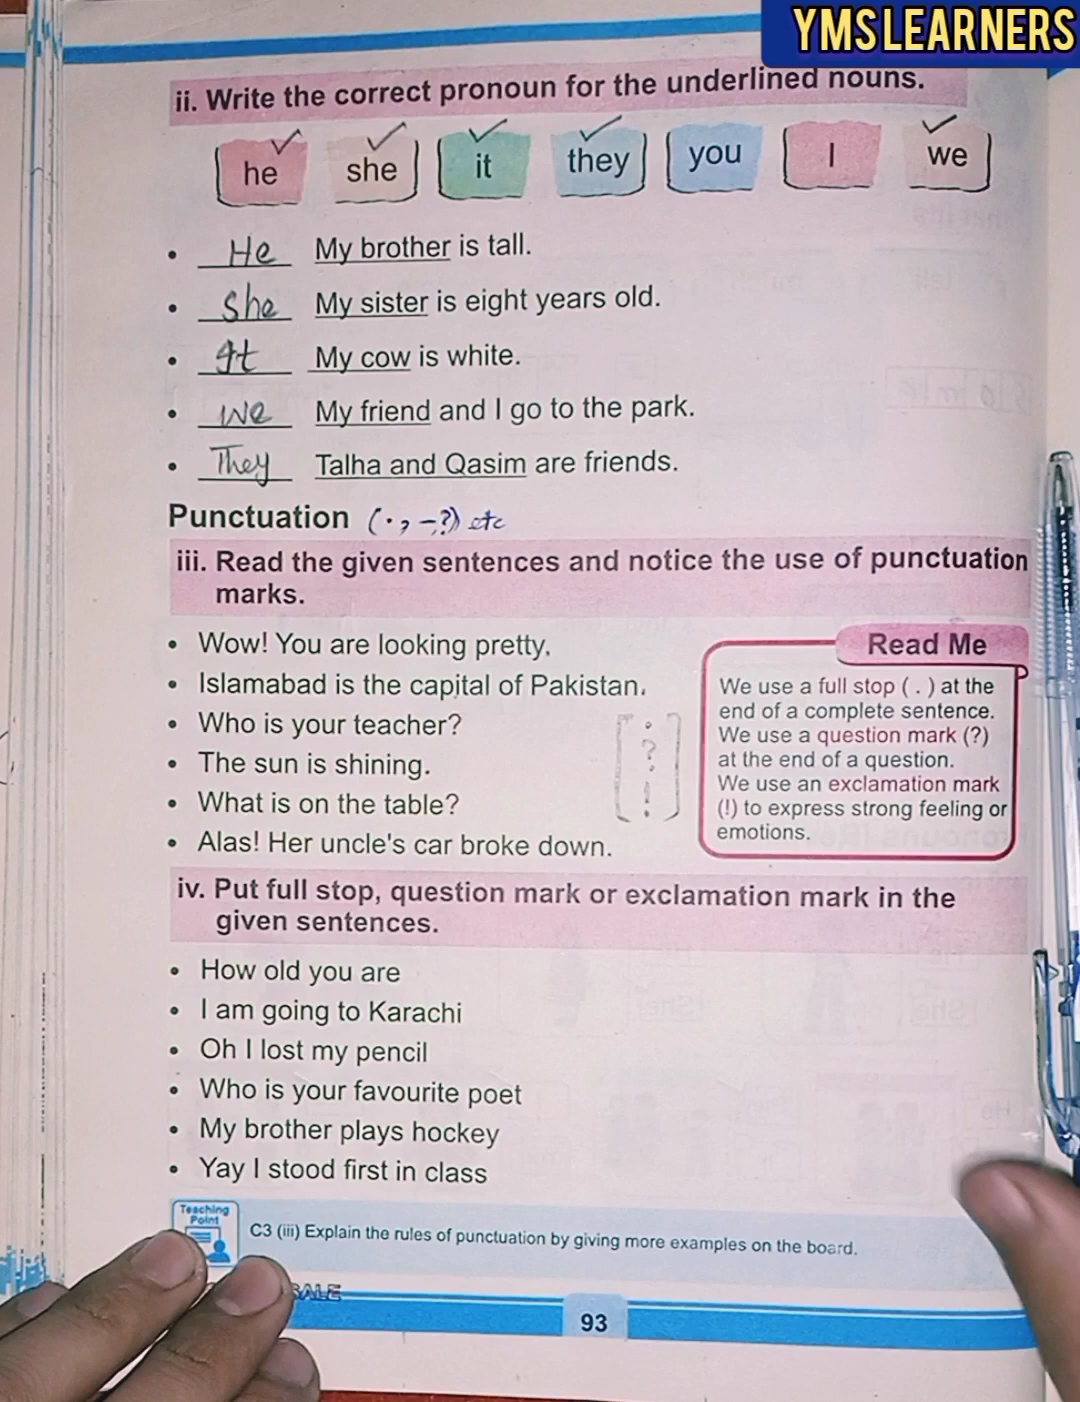 YMS LEARNERS
ii. Write the correct pronoun for the underlined nouns.
he she it they you I we
• He My brother is tall.
• She My sister is eight years old.
• It My cow is white.
• We My friend and I go to the park.
• They Talha and Qasim are friends.
Punctuation (. , - ; ?) etc
iii. Read the given sentences and notice the use of punctuation
marks.
• Wow! You are looking pretty.
• Islamabad is the capital of Pakistan.
• Who is your teacher?
• The sun is shining.
• What is on the table?
• Alas! Her uncle's car broke down.
Read Me
We use a full stop ( . ) at the
end of a complete sentence.
We use a question mark (?)
at the end of a question.
We use an exclamation mark
(!) to express strong feeling or
emotions.
iv. Put full stop, question mark or exclamation mark in the
given sentences.
• How old you are
• I am going to Karachi
• Oh I lost my pencil
• Who is your favourite poet
• My brother plays hockey
• Yay I stood first in class
Teaching
Point
C3 (iii) Explain the rules of punctuation by giving more examples on the board.
93